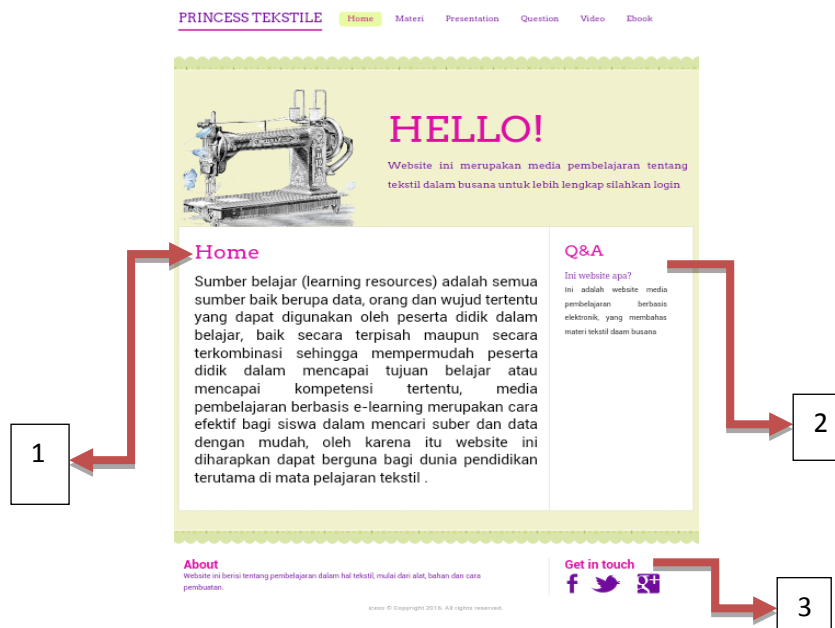 PRINCESS TEKSTILE Home Materi Presentation Question Video Ebook
HELLO!
Website ini merupakan media pembelajaran tentang
tekstil dalam busana untuk lebih lengkap silahkan login
Home
Sumber belajar (learning resources) adalah semua
sumber baik berupa data, orang dan wujud tertentu
yang dapat digunakan oleh peserta didik dalam
belajar, baik secara terpisah maupun secara
terkombinasi sehingga mempermudah peserta
didik dalam mencapai tujuan belajar atau
mencapai kompetensi tertentu, media
pembelajaran berbasis e-learning merupakan cara
efektif bagi siswa dalam mencari suber dan data
dengan mudah, oleh karena itu website ini
diharapkan dapat berguna bagi dunia pendidikan
terutama di mata pelajaran tekstil .
Q&A
Ini website apa?
Ini adalah website media
pembelajaran berbasis
elektronik, yang membahas
materi tekstil daam busana
1
2
About
Website ini berisi tentang pembelajaran dalam hal tekstil, mulai dari alat, bahan dan cara
pembuatan.
Get in touch
3
icess © Copyright 2016. All rights reserved.